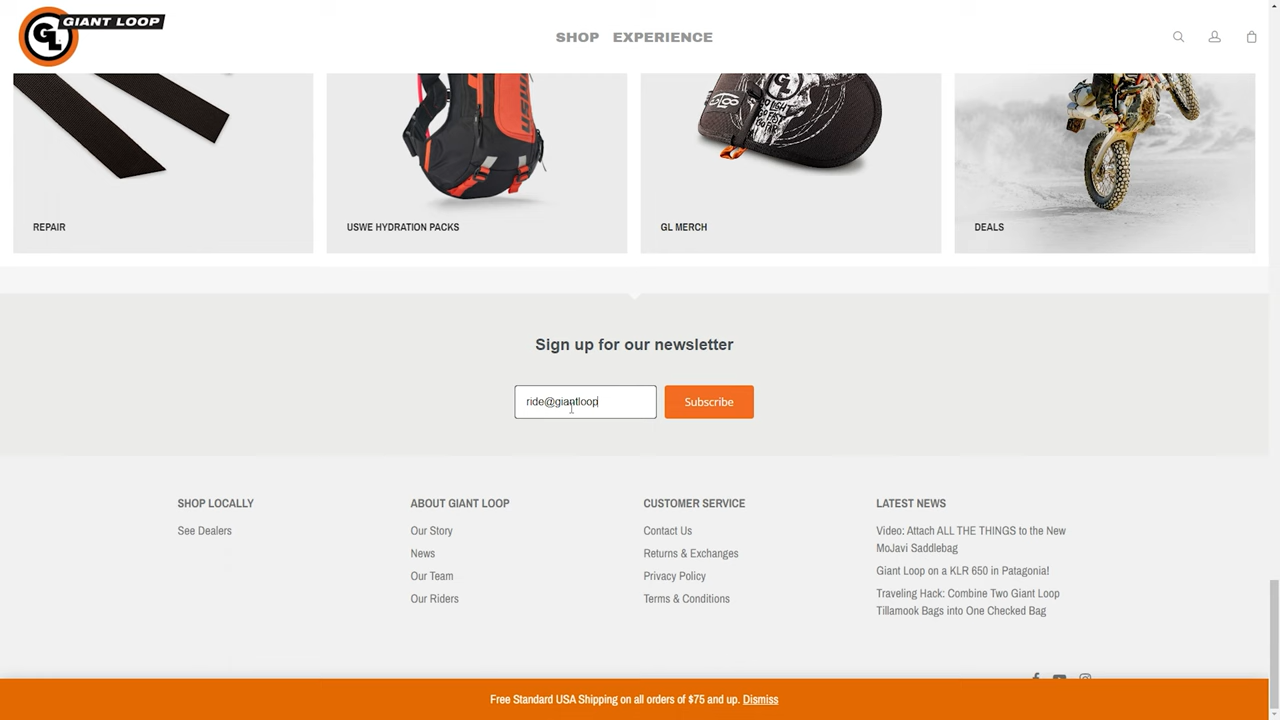 GIANT LOOP
GL
SHOP EXPERIENCE
USWE
REPAIR
USWE HYDRATION PACKS
GL MERCH
DEALS
Sign up for our newsletter
ride@giantloop
Subscribe
SHOP LOCALLY
See Dealers
ABOUT GIANT LOOP
Our Story
News
Our Team
Our Riders
CUSTOMER SERVICE
Contact Us
Returns & Exchanges
Privacy Policy
Terms & Conditions
LATEST NEWS
Video: Attach ALL THE THINGS to the New
MoJavi Saddlebag
Giant Loop on a KLR 650 in Patagonia!
Traveling Hack: Combine Two Giant Loop
Tillamook Bags into One Checked Bag
Free Standard USA Shipping on all orders of $75 and up. Dismiss